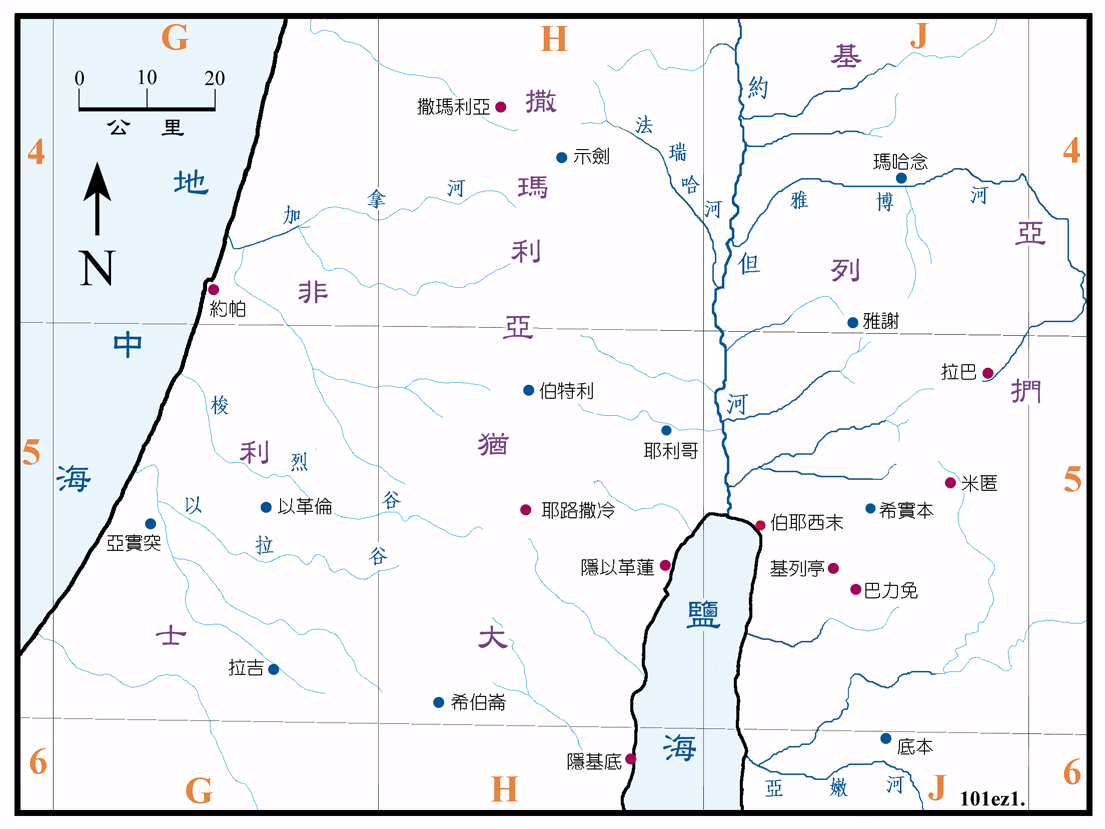 G
H
J
0 10 20
公 里
4
4
5
5
6
6
G
H
J
N
地
中
海
撒瑪利亞
示劍
撒
瑪
利
亞
加 拿 河
法 瑞 哈 河
約
但
河
基
列
瑪哈念
雅 博 河
亞
捫
約帕
非
利
士
雅謝
拉巴
伯特利
耶利哥
梭 烈 谷
猶
大
以革倫
以 拉 谷
亞實突
耶路撒冷
米匿
希實本
伯耶西末
隱以革蓮
基列亭
巴力免
鹽
海
拉吉
希伯崙
隱基底
底本
亞 嫩 河
101ez1.